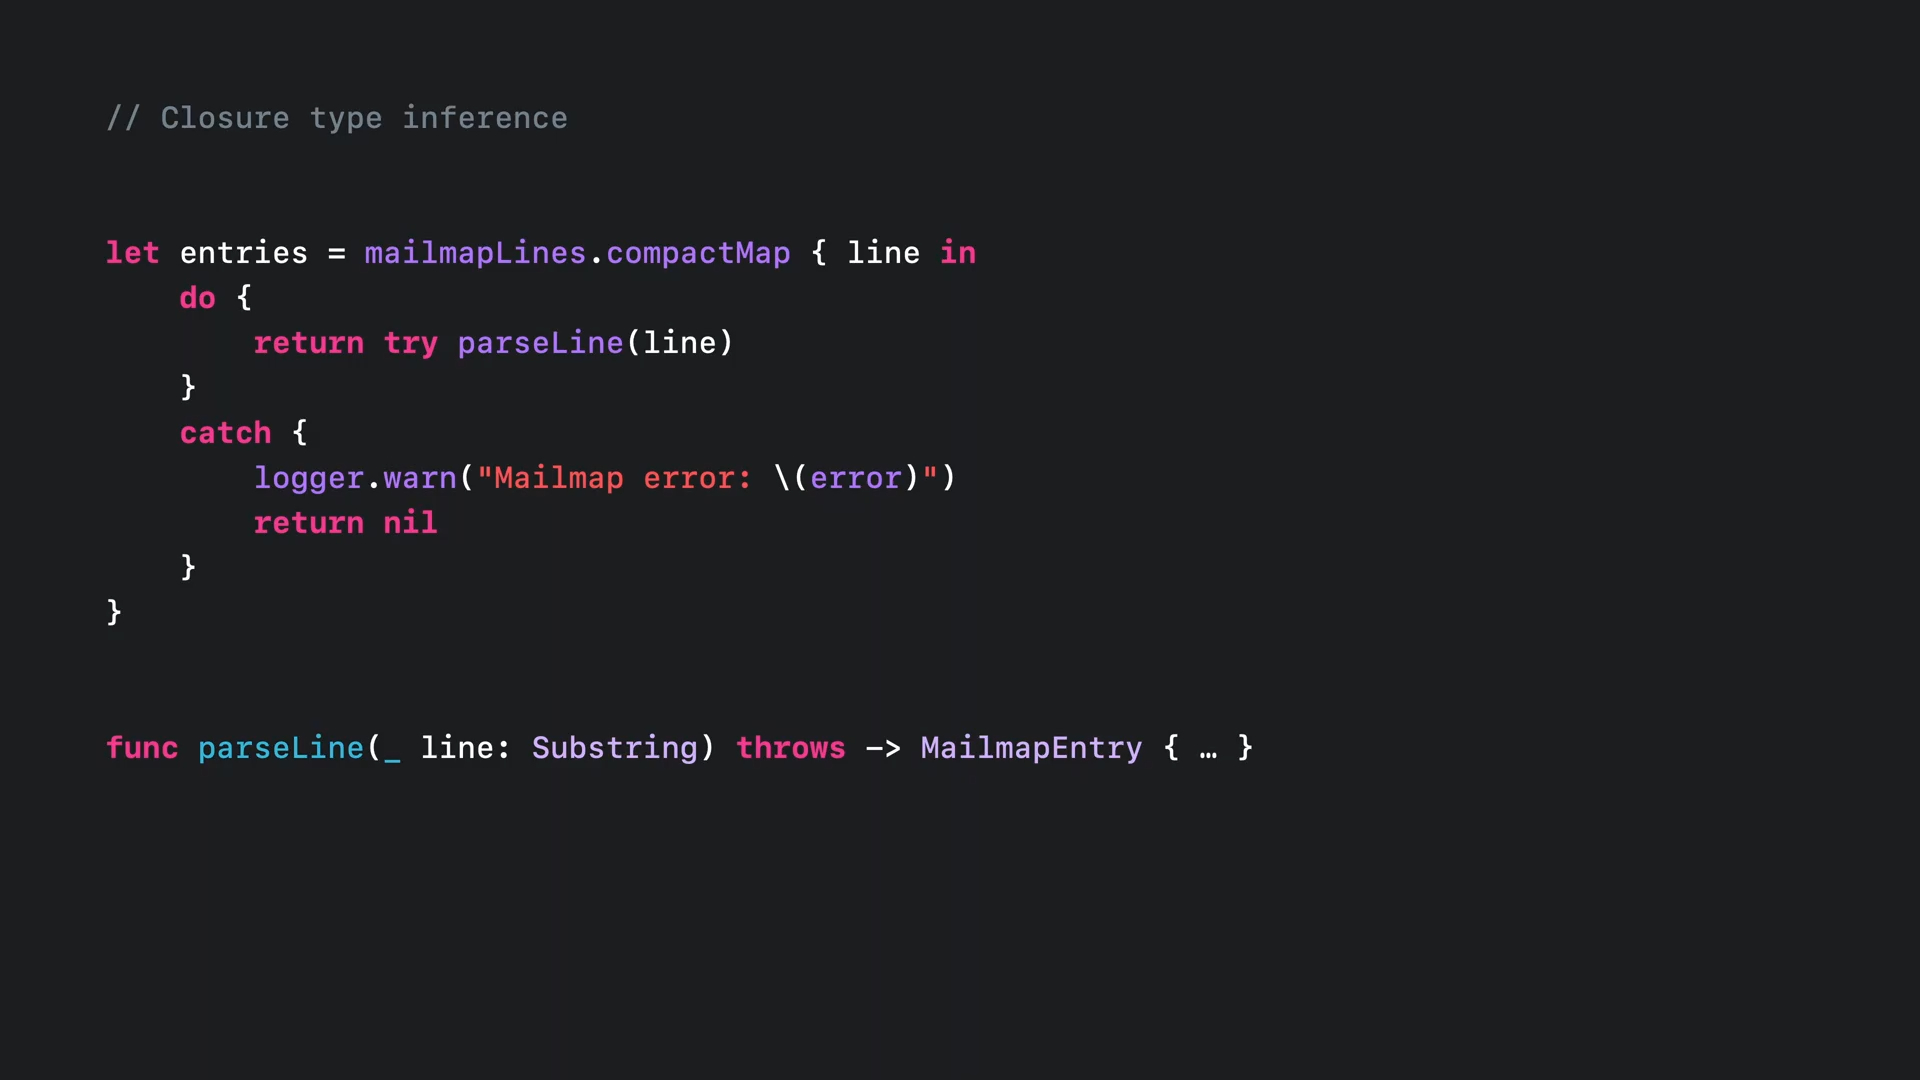 // Closure type inference
let entries = mailmapLines.compactMap { line in
    do {
        return try parseLine(line)
    }
    catch {
        logger.warn("Mailmap error: \(error)")
        return nil
    }
}
func parseLine(_ line: Substring) throws -> MailmapEntry { … }